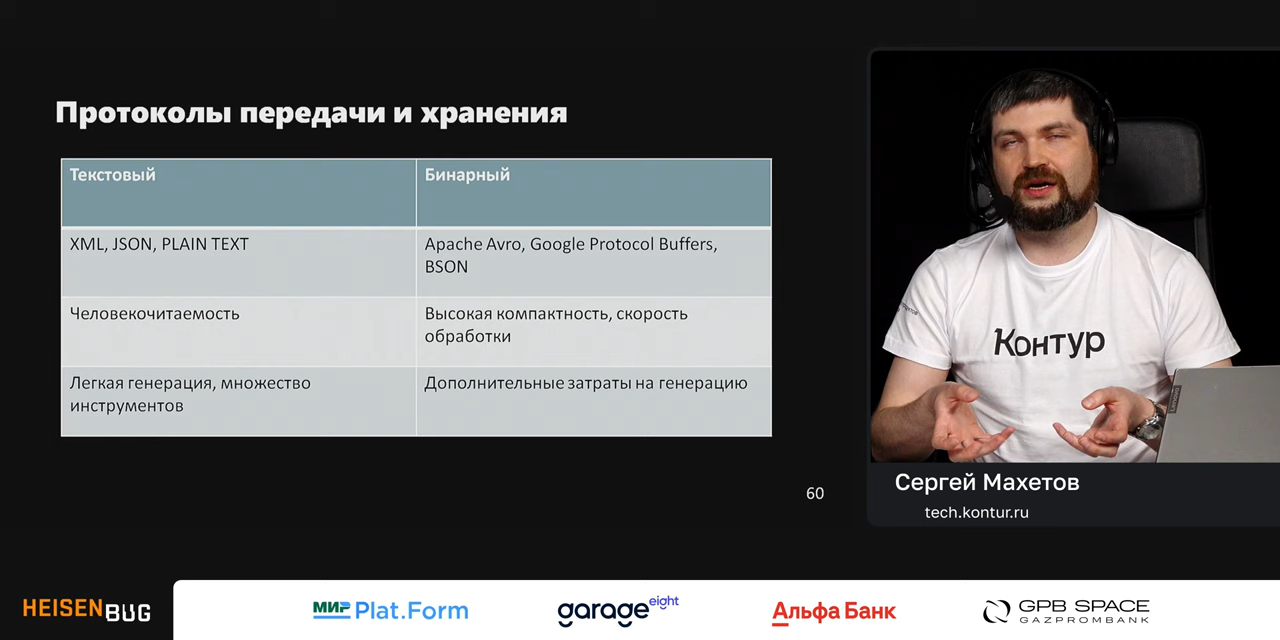 Протоколы передачи и хранения
Текстовый
Бинарный
XML, JSON, PLAIN TEXT
Apache Avro, Google Protocol Buffers,
BSON
Человекочитаемость
Высокая компактность, скорость
обработки
Легкая генерация, множество
инструментов
Дополнительные затраты на генерацию
60
Контур
Сергей Махетов
tech.kontur.ru
HEISENBUG
МИР Plat.Form
garage eight
Альфа Банк
GPB SPACE
GAZPROMBANK